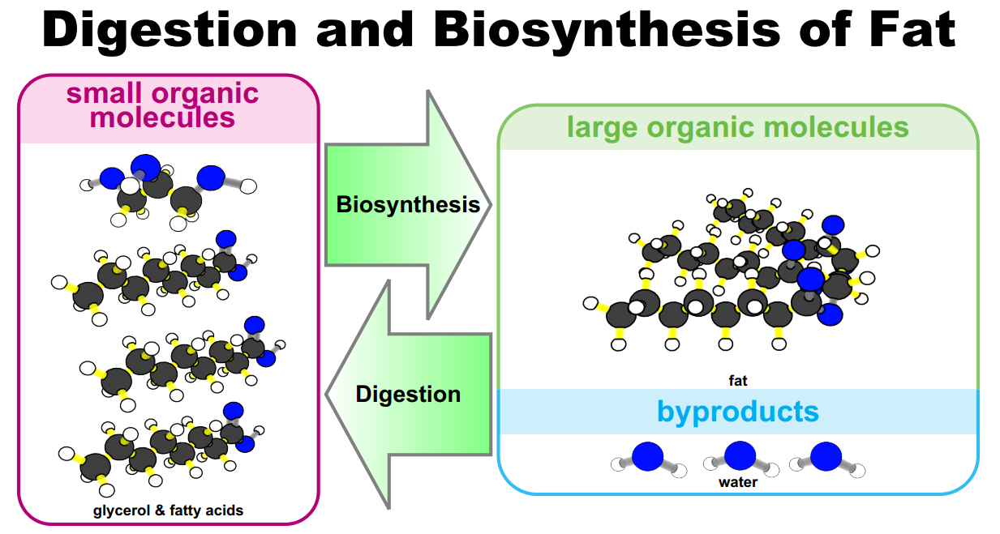 Digestion and Biosynthesis of Fat
small organic
molecules
glycerol & fatty acids
Biosynthesis
Digestion
large organic molecules
fat
byproducts
water